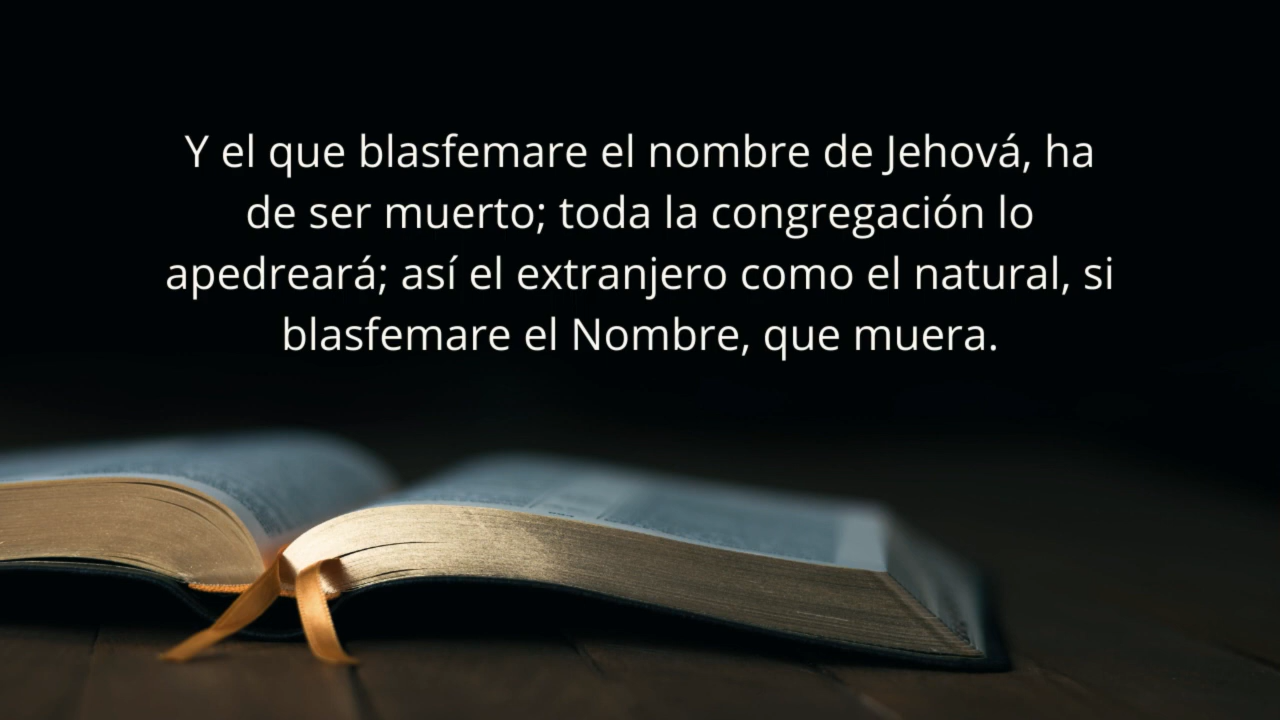 Y el que blasfemare el nombre de Jehová, ha
de ser muerto; toda la congregación lo
apedreará; así el extranjero como el natural, si
blasfemare el Nombre, que muera.